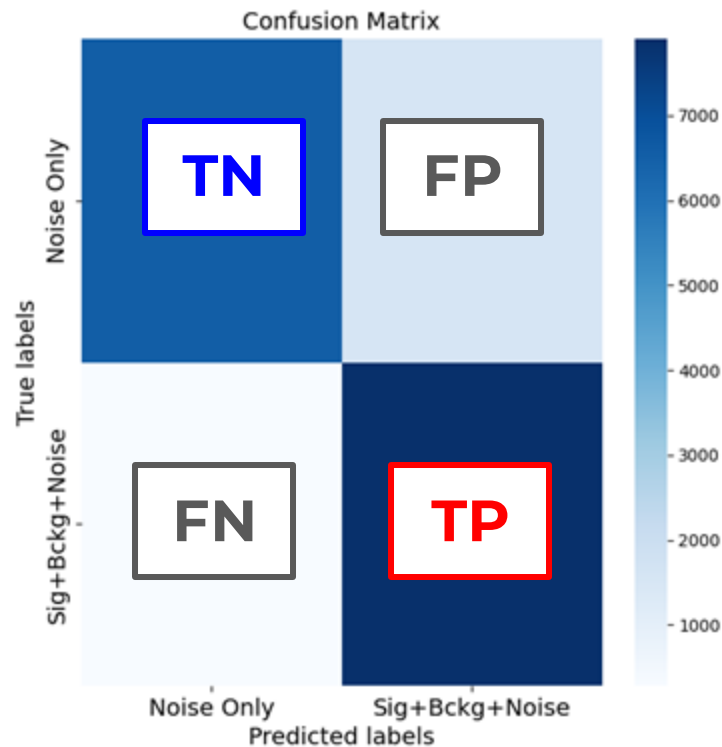 Confusion Matrix
True labels
Noise Only
Sig+Bckg+Noise
TN
FP
FN
TP
7000
6000
5000
4000
3000
2000
1000
Noise Only
Sig+Bckg+Noise
Predicted labels